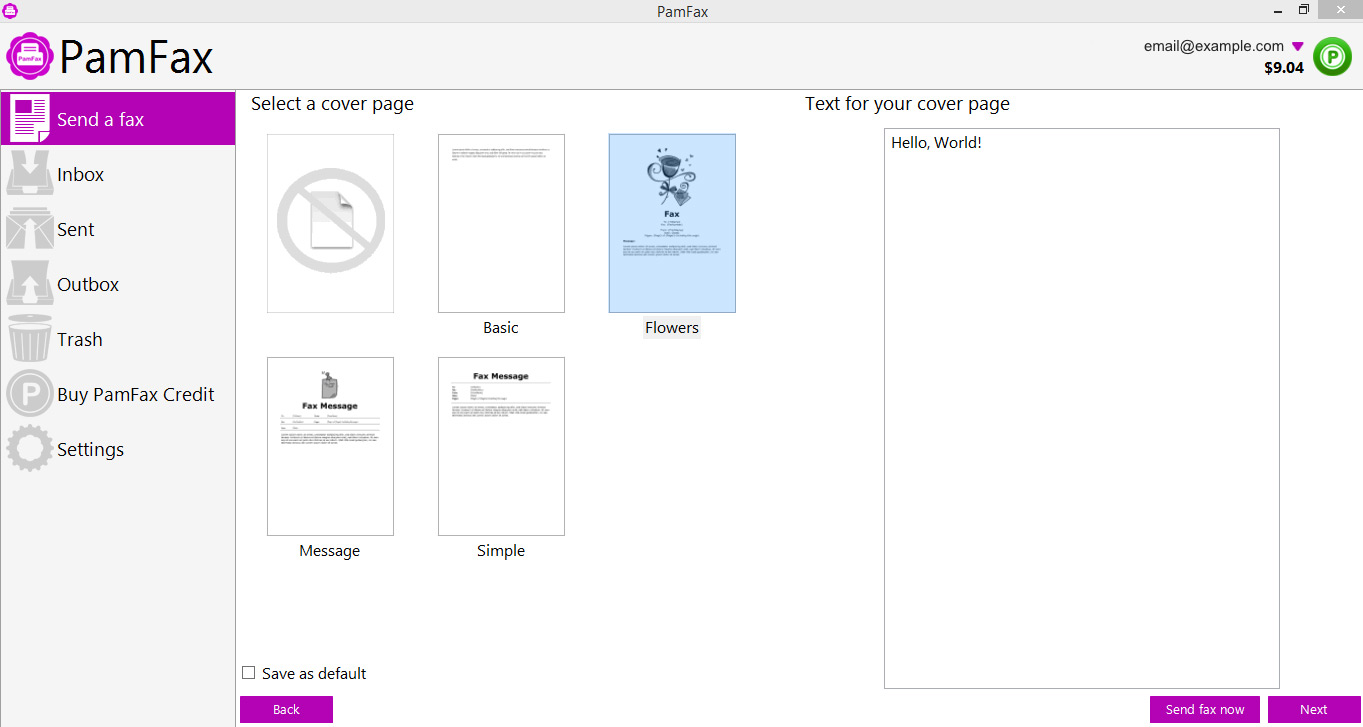 PamFax
PamFax
PamFax
email@example.com
$9.04
Send a fax
Inbox
Sent
Outbox
Trash
Buy PamFax Credit
Settings
Select a cover page
Basic
Fax
Flowers
Fax Message
Message
Fax Message
Simple
Save as default
Back
Text for your cover page
Hello, World!
Send fax now
Next